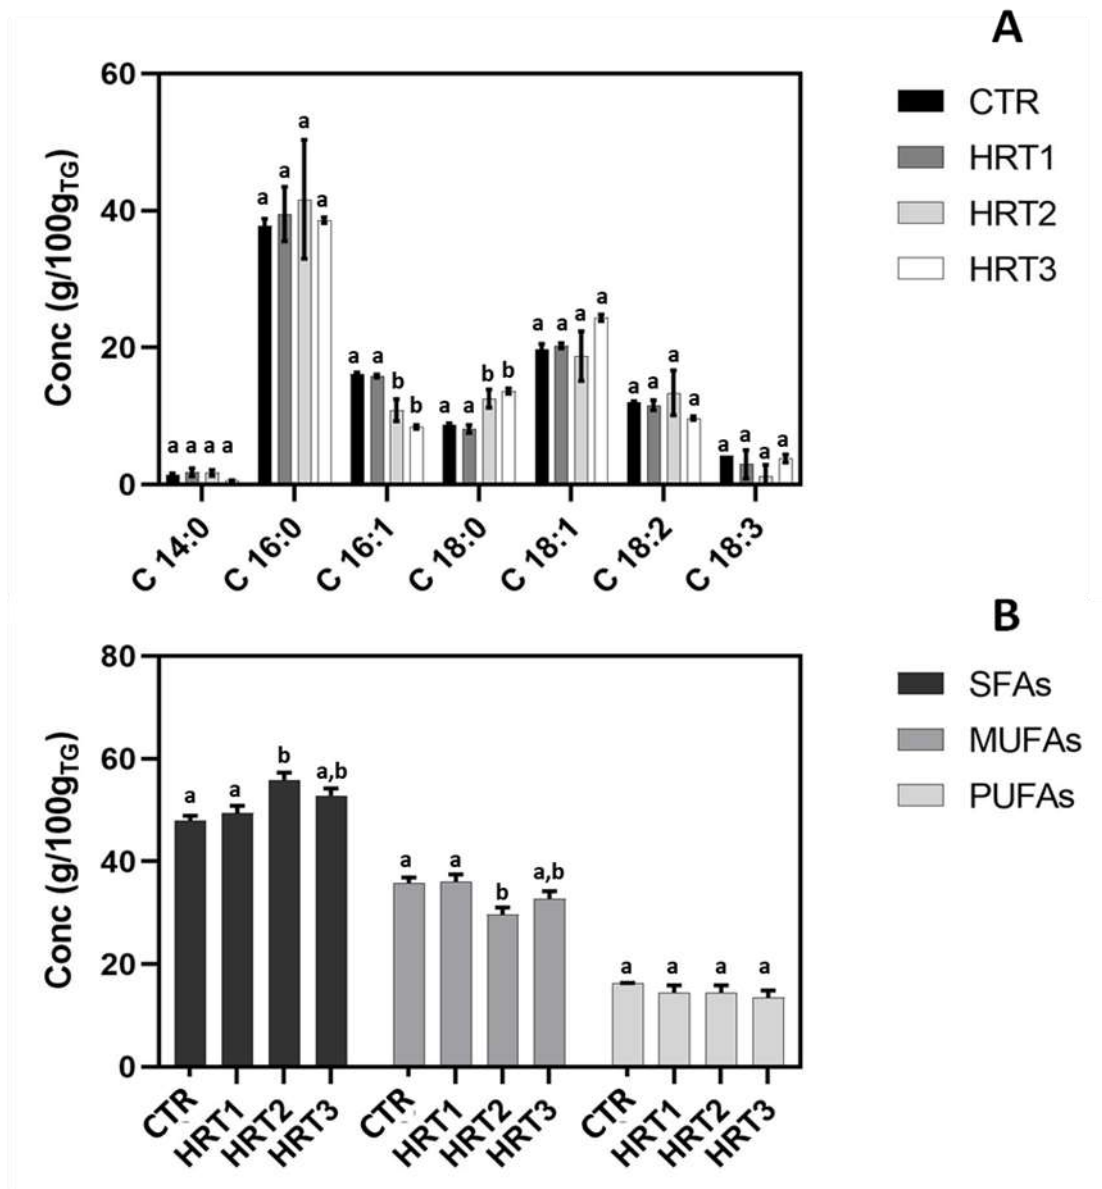 A
60
40
20
0
Conc (g/100gTG)
CTR
HRT1
HRT2
HRT3
a a a a
a a a a
a a b b
a a b b
a a a a
a a a a
a a a a
C 14:0
C 16:0
C 16:1
C 18:0
C 18:1
C 18:2
C 18:3
B
80
60
40
20
0
Conc (g/100gTG)
SFAs
MUFAs
PUFAs
a a b a,b
a a b a,b
a a a a
CTR
HRT1
HRT2
HRT3
CTR
HRT1
HRT2
HRT3
CTR
HRT1
HRT2
HRT3